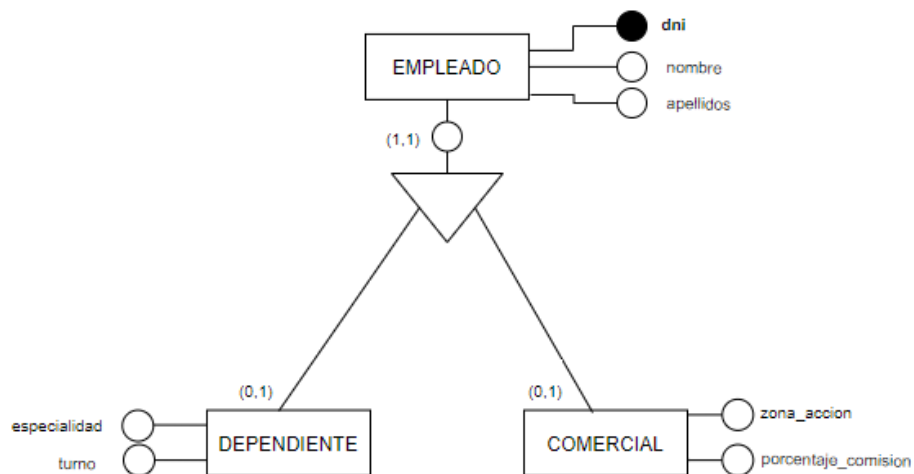 dni
EMPLEADO
nombre
apellidos
(1,1)
(0,1)
(0,1)
especialidad
DEPENDIENTE
turno
COMERCIAL
zona_accion
porcentaje_comision